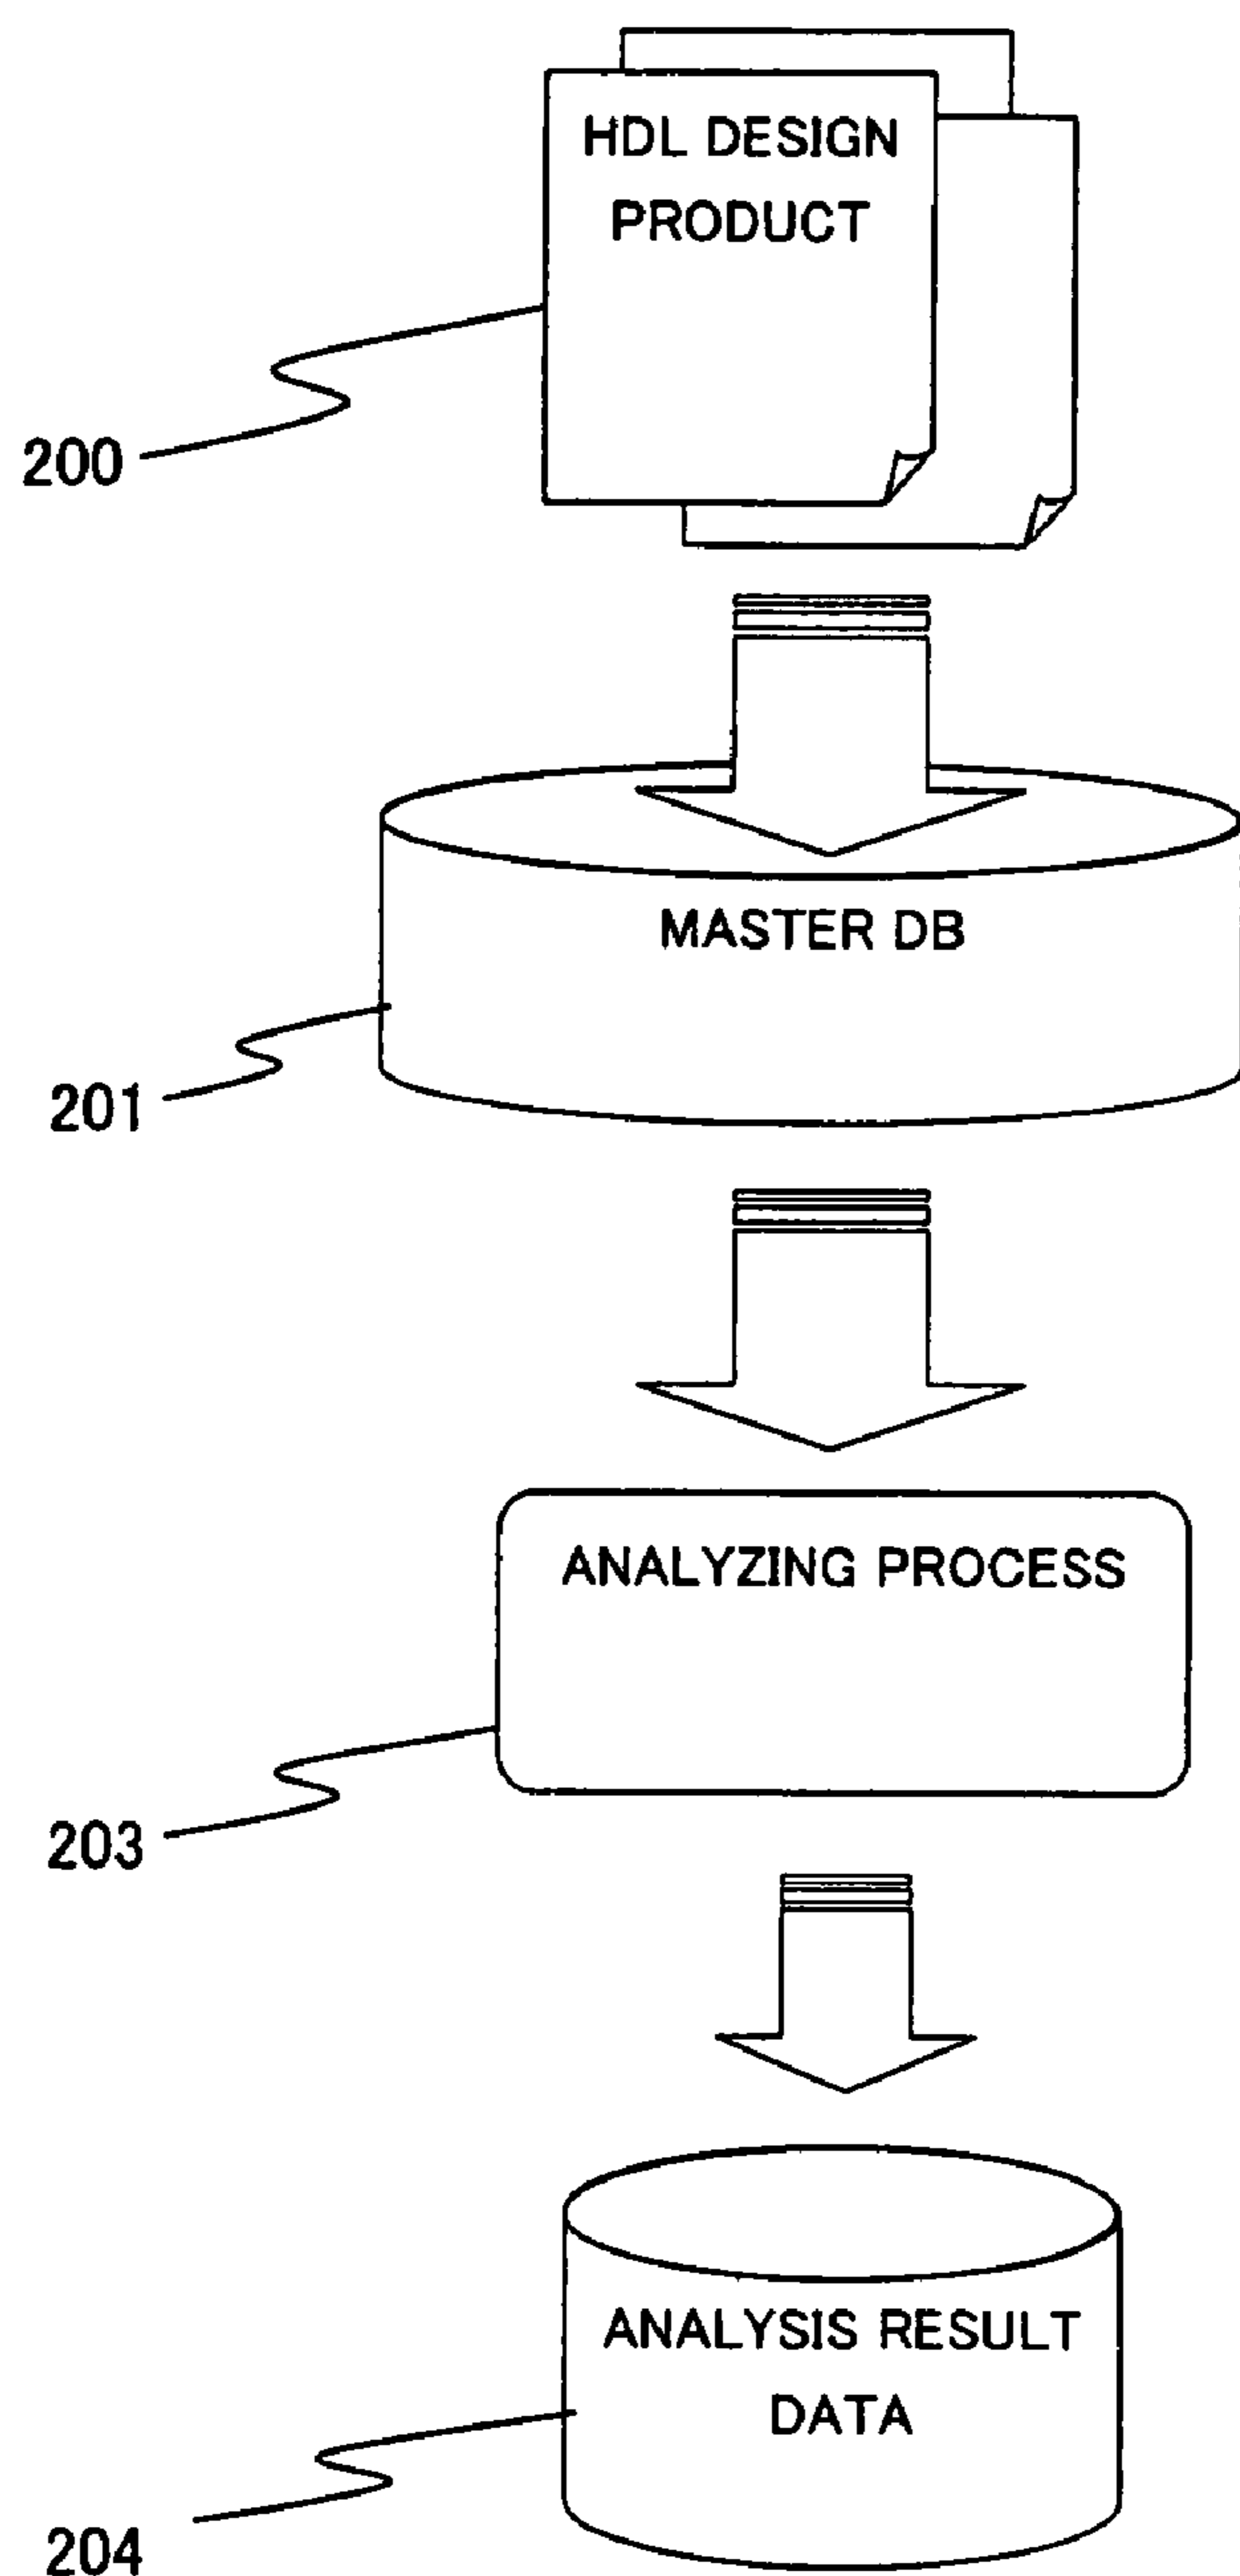 HDL DESIGN
PRODUCT
200
MASTER DB
201
ANALYZING PROCESS
203
ANALYSIS RESULT
DATA
204